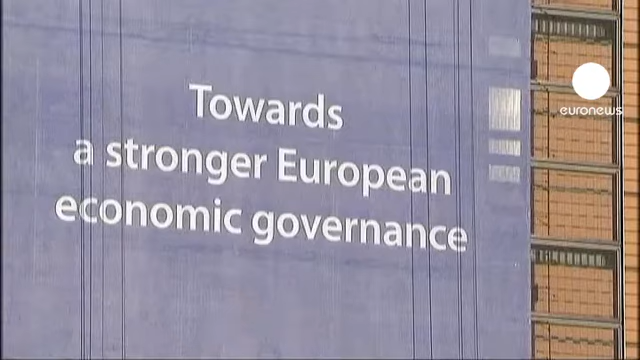 Towards
a stronger European
economic governance
euronews